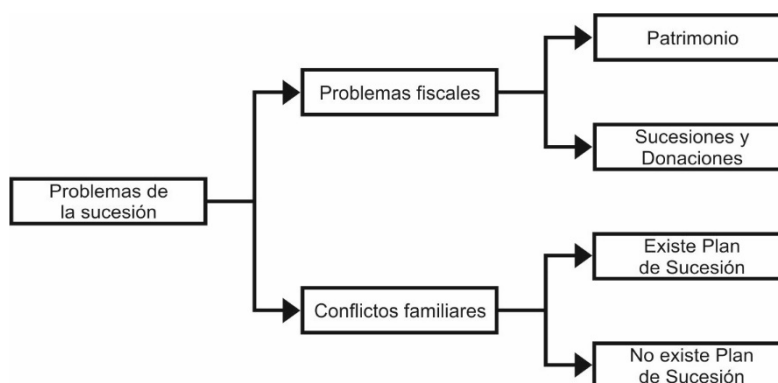 Problemas de
la sucesión
Problemas fiscales
Patrimonio
Sucesiones y
Donaciones
Conflictos familiares
Existe Plan
de Sucesión
No existe Plan
de Sucesión